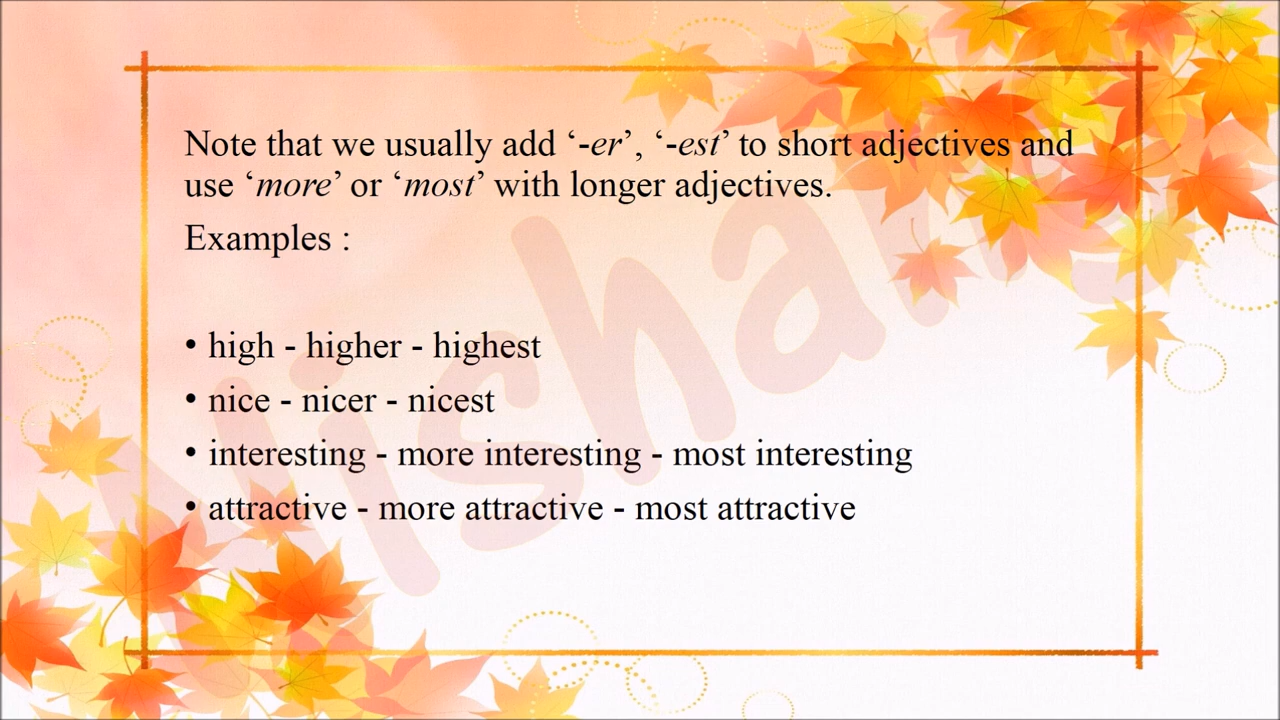 Note that we usually add ‘-er’, ‘-est’ to short adjectives and
use ‘more’ or ‘most’ with longer adjectives.
Examples :
• high - higher - highest
• nice - nicer - nicest
• interesting - more interesting - most interesting
• attractive - more attractive - most attractive